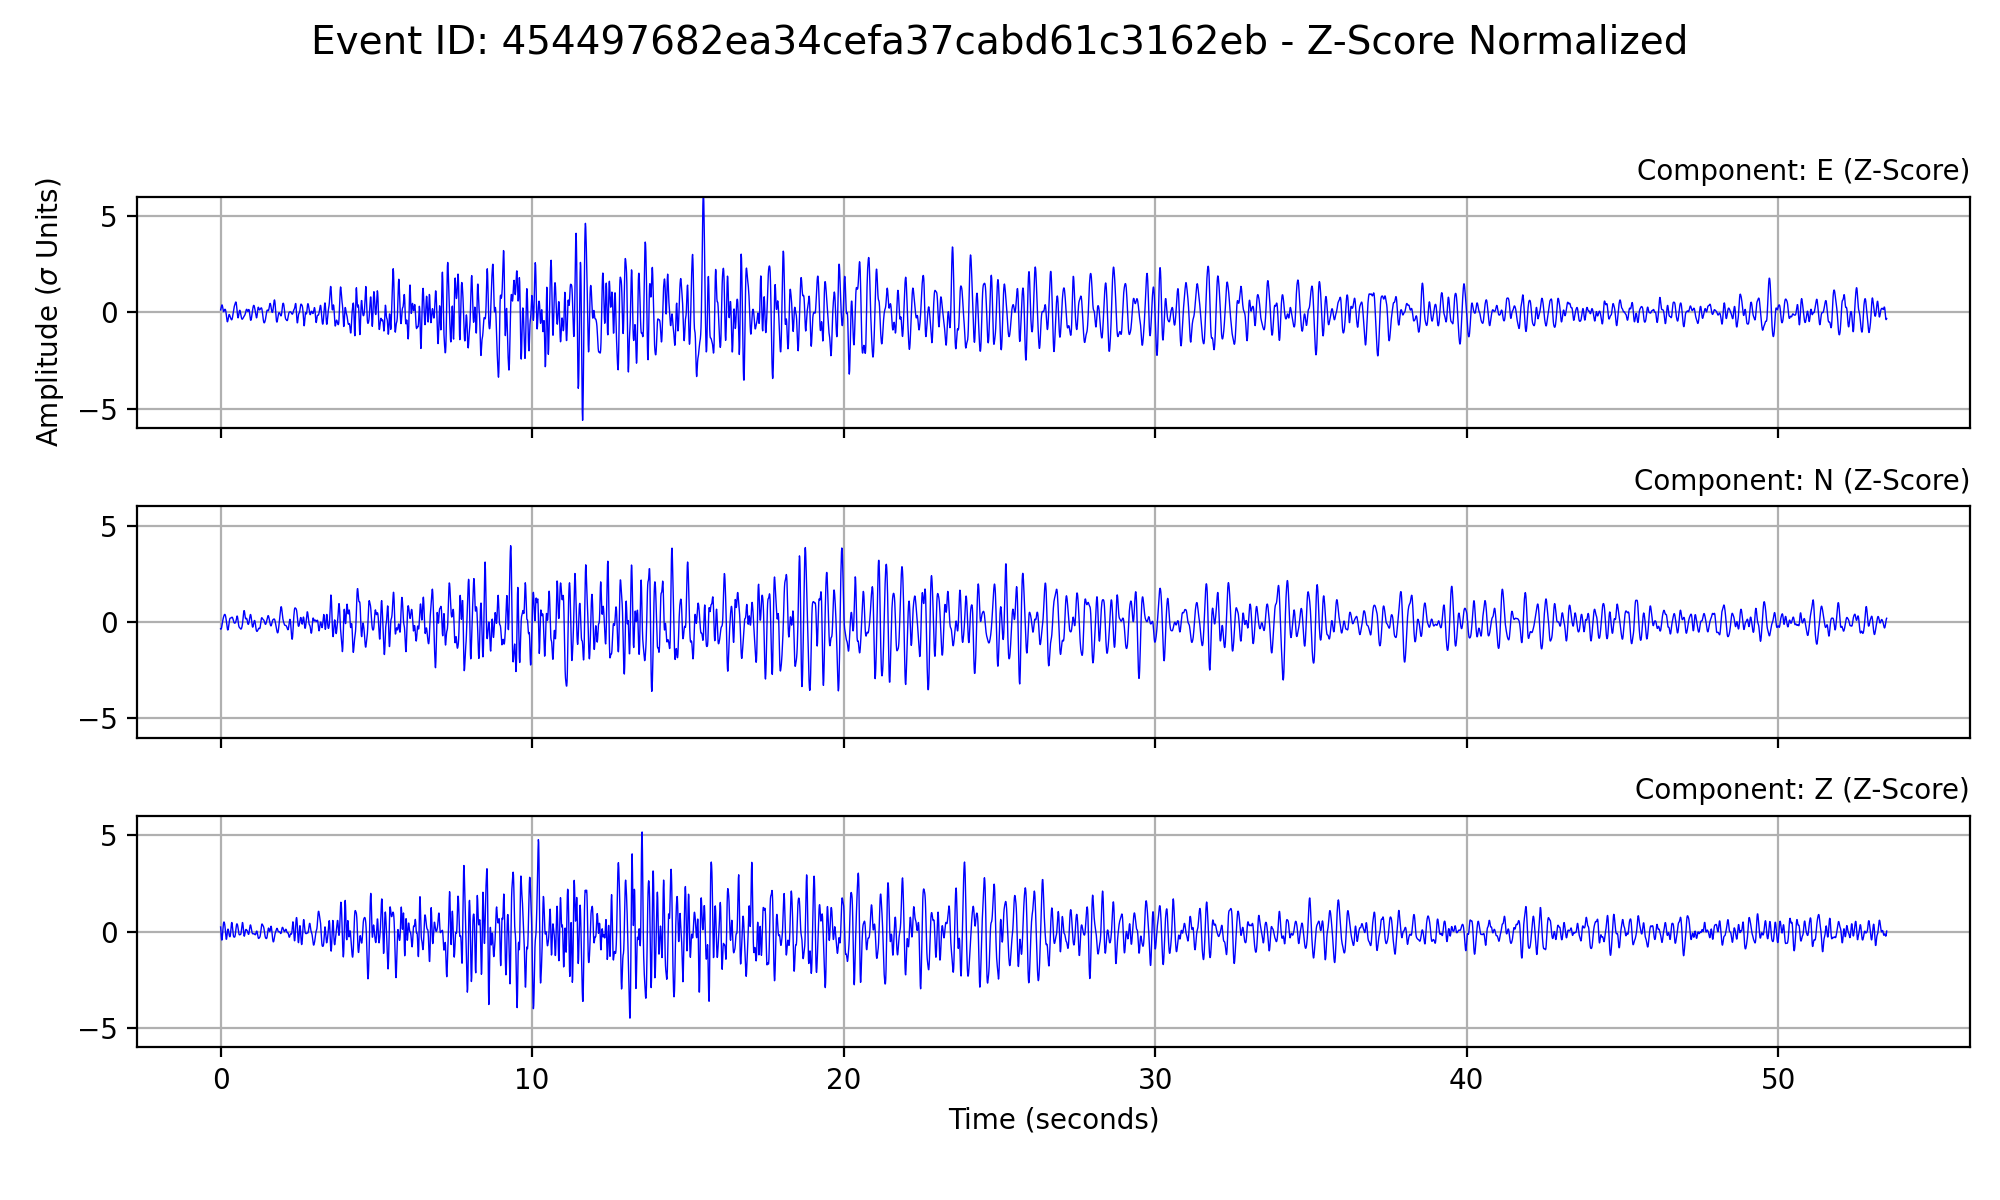 Event ID: 454497682ea34cefa37cabd61c3162eb - Z-Score Normalized
Component: E (Z-Score)
Amplitude (σ Units)
5
0
−5
Component: N (Z-Score)
5
0
−5
Component: Z (Z-Score)
5
0
−5
0 10 20 30 40 50
Time (seconds)